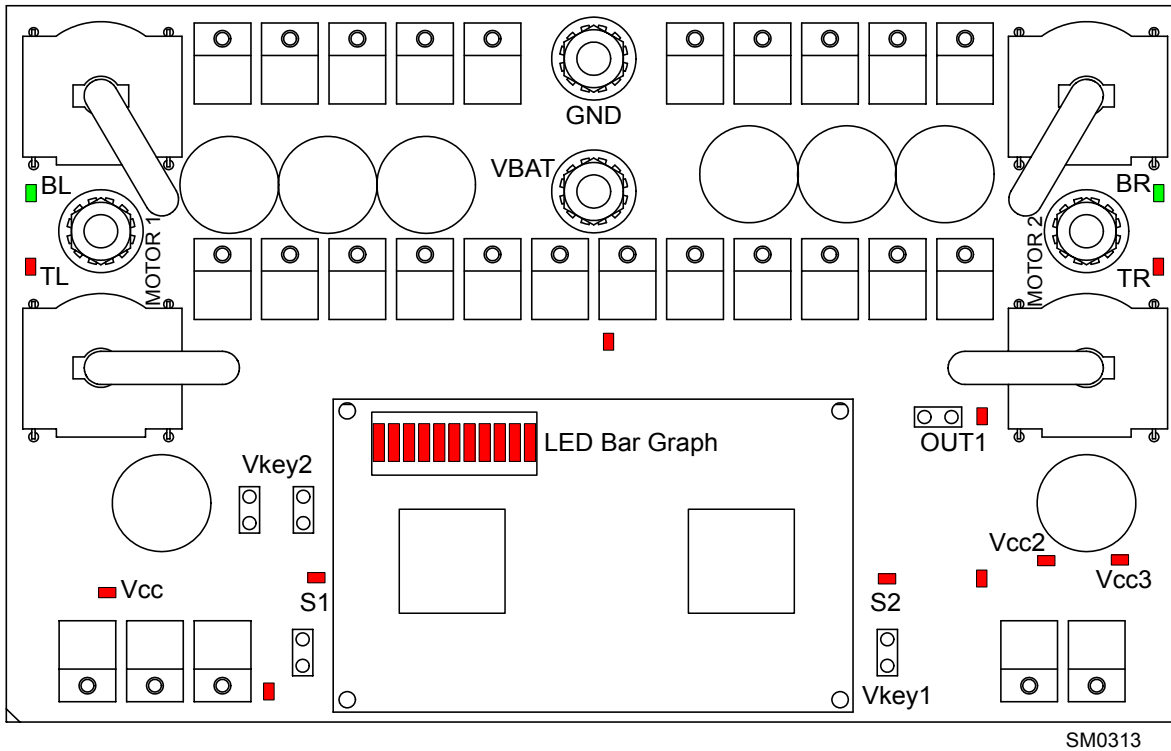 GND
VBAT
BL
BR
MOTOR 1
MOTOR 2
TL
TR
LED Bar Graph
OUT1
Vkey2
Vcc2
Vcc3
Vcc
S1
S2
Vkey1
SM0313